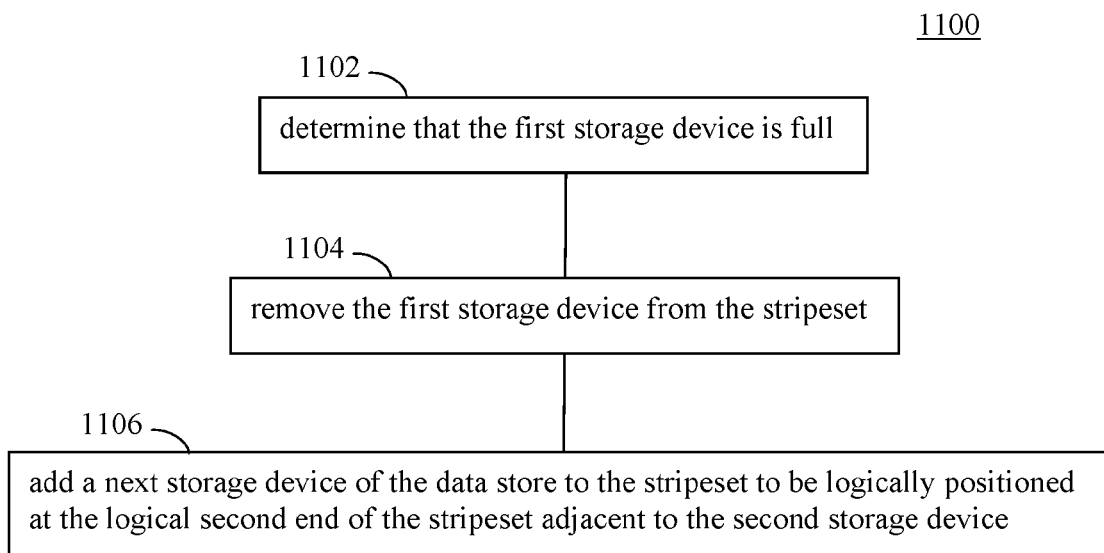 1100
1102
determine that the first storage device is full
1104
remove the first storage device from the stripeset
1106
add a next storage device of the data store to the stripeset to be logically positioned
at the logical second end of the stripeset adjacent to the second storage device